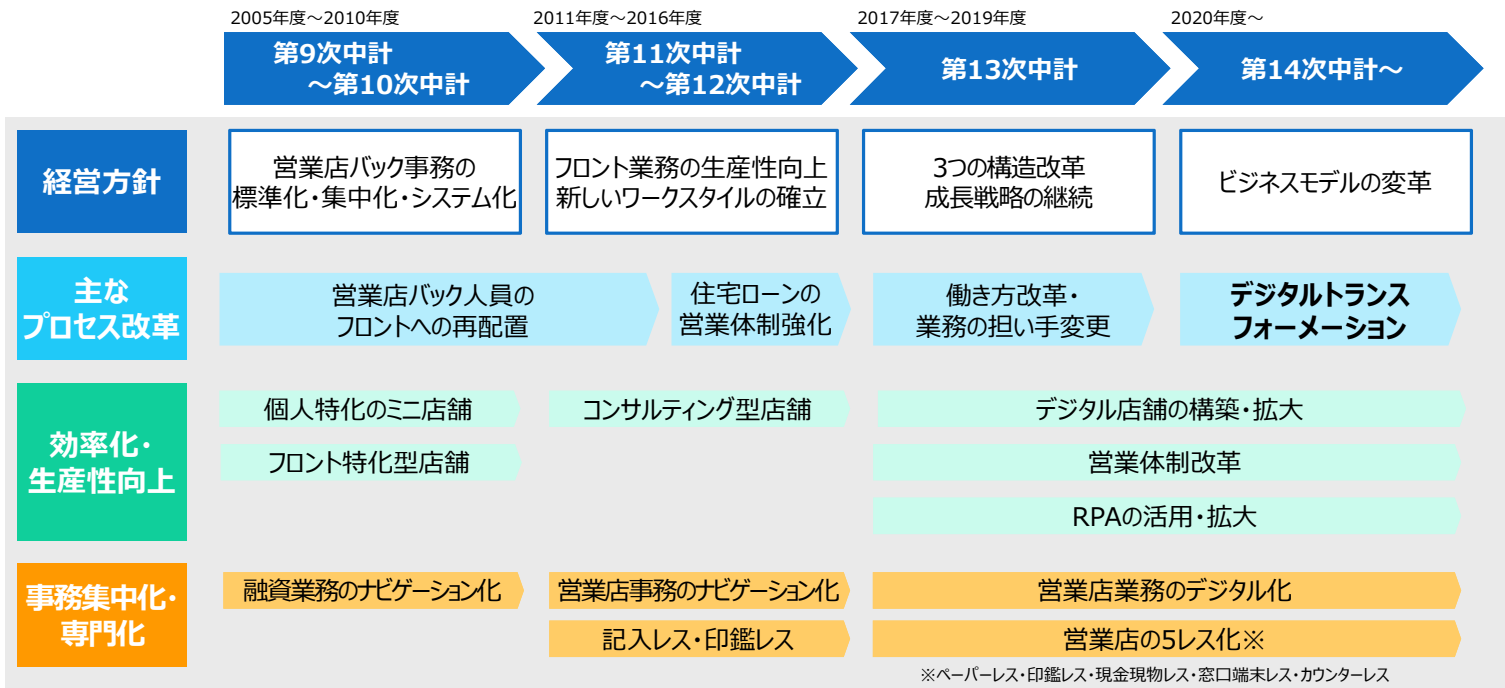 2005年度～2010年度
2011年度～2016年度
2017年度～2019年度
2020年度～
第9次中計
～第10次中計
第11次中計
～第12次中計
第13次中計
第14次中計～
経営方針
営業店バック事務の
標準化・集中化・システム化
フロント業務の生産性向上
新しいワークスタイルの確立
3つの構造改革
成長戦略の継続
ビジネスモデルの変革
主な
プロセス改革
営業店バック人員の
フロントへの再配置
住宅ローンの
営業体制強化
働き方改革・
業務の担い手変更
デジタルトランス
フォーメーション
効率化・
生産性向上
個人特化のミニ店舗
コンサルティング型店舗
デジタル店舗の構築・拡大
フロント特化型店舗
営業体制改革
RPAの活用・拡大
事務集中化・
専門化
融資業務のナビゲーション化
営業店事務のナビゲーション化
営業店業務のデジタル化
記入レス・印鑑レス
営業店の5レス化※
※ペーパーレス・印鑑レス・現金現物レス・窓口端末レス・カウンターレス